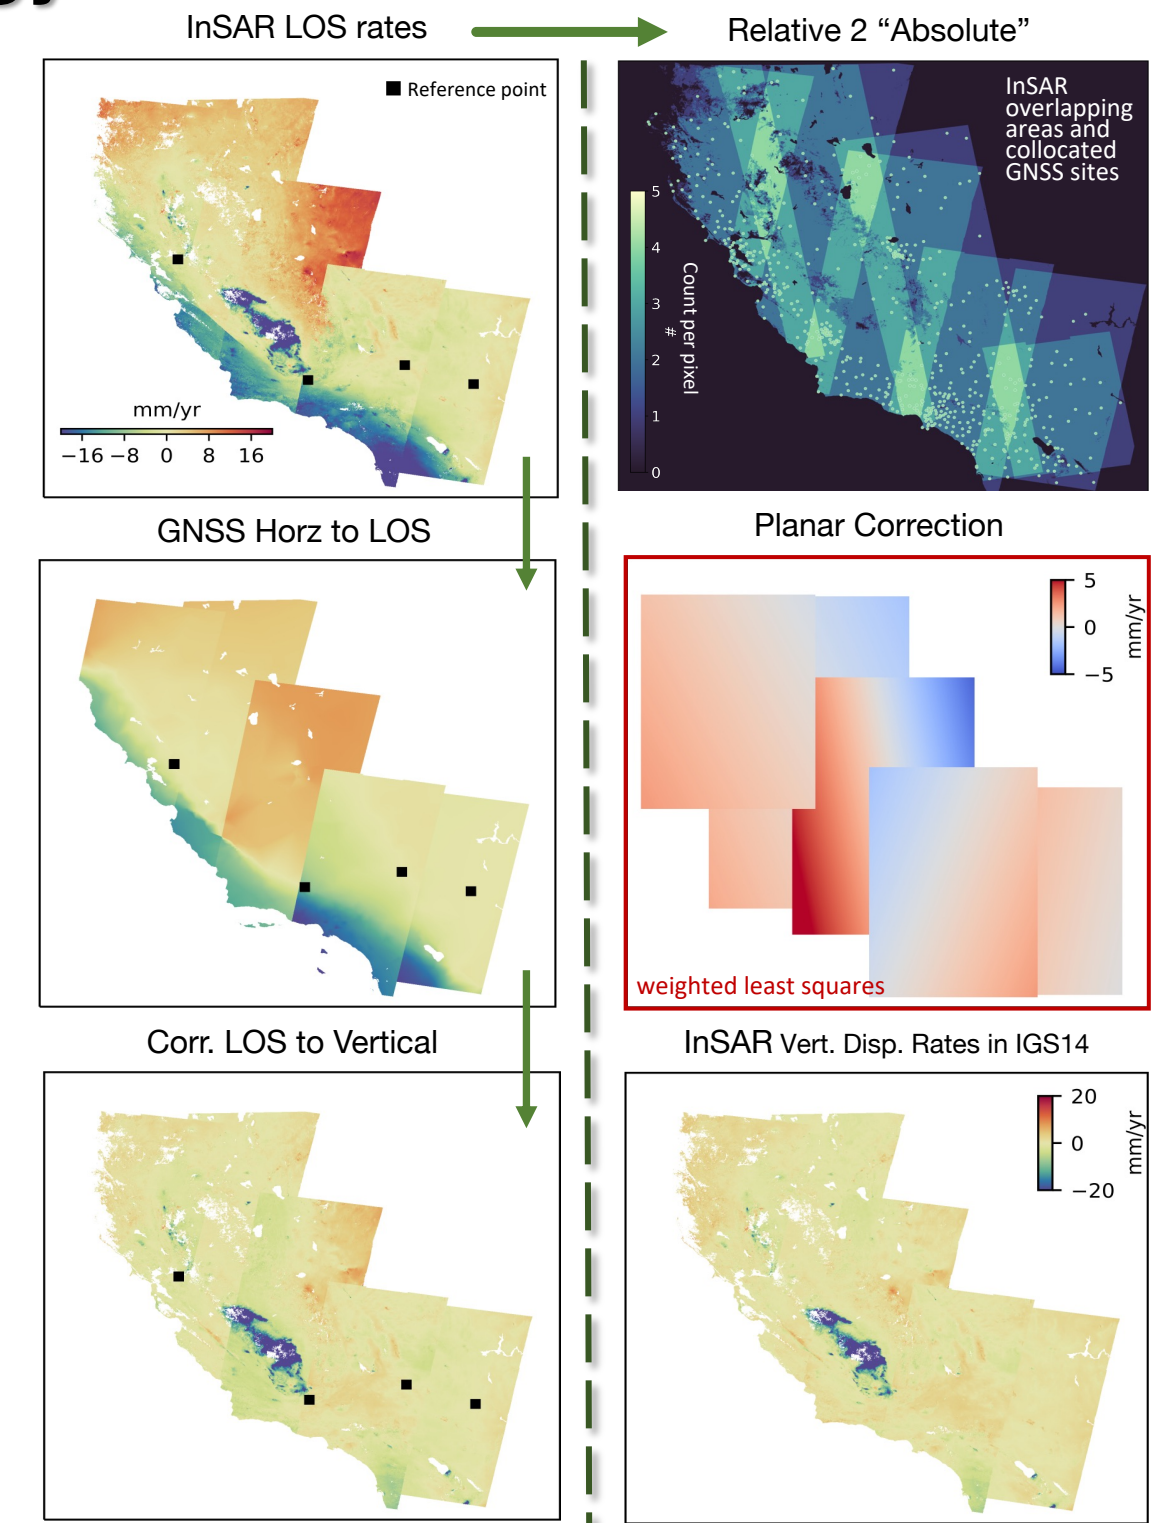 InSAR LOS rates
Relative 2 “Absolute”
Reference point
mm/yr
−16 −8 0 8 16
InSAR
overlapping
areas and
collocated
GNSS sites
5
4
3
2
1
0
Count per pixel
#
GNSS Horz to LOS
Planar Correction
5
0
−5
mm/yr
weighted least squares
Corr. LOS to Vertical
InSAR Vert. Disp. Rates in IGS14
20
0
−20
mm/yr